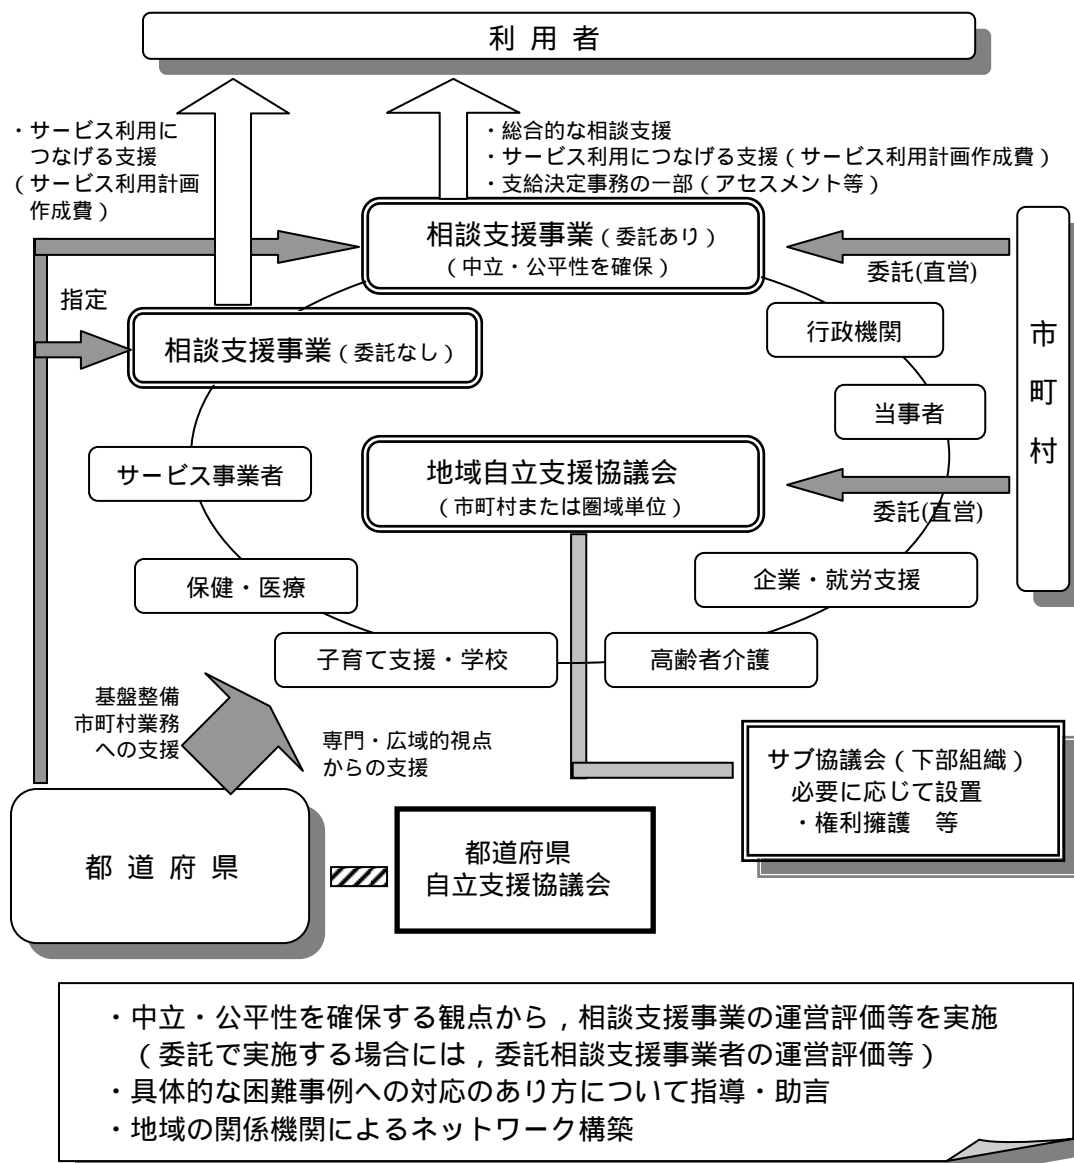 利 用 者
・サービス利用に
つなげる支援
（サービス利用計画
作成費）
・総合的な相談支援
・サービス利用につなげる支援（サービス利用計画作成費）
・支給決定事務の一部（アセスメント等）
相談支援事業（委託あり）
（中立・公平性を確保）
委託(直営)
指定
相談支援事業（委託なし）
行政機関
市町村
当事者
サービス事業者
地域自立支援協議会
（市町村または圏域単位）
委託(直営)
保健・医療
企業・就労支援
子育て支援・学校
高齢者介護
基盤整備
市町村業務
への支援
専門・広域的視点
からの支援
サブ協議会（下部組織）
必要に応じて設置
・権利擁護　等
都 道 府 県
都道府県
自立支援協議会
・中立・公平性を確保する観点から，相談支援事業の運営評価等を実施
（委託で実施する場合には，委託相談支援事業者の運営評価等）
・具体的な困難事例への対応のあり方について指導・助言
・地域の関係機関によるネットワーク構築